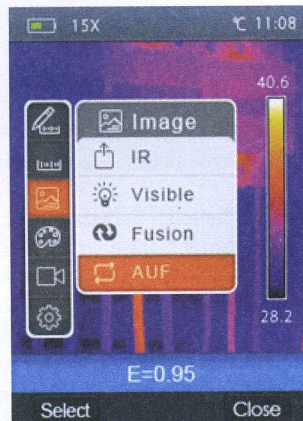 15X ℃ 11:08
40.6
Image
IR
Visible
Fusion
AUF
28.2
E=0.95
Select Close